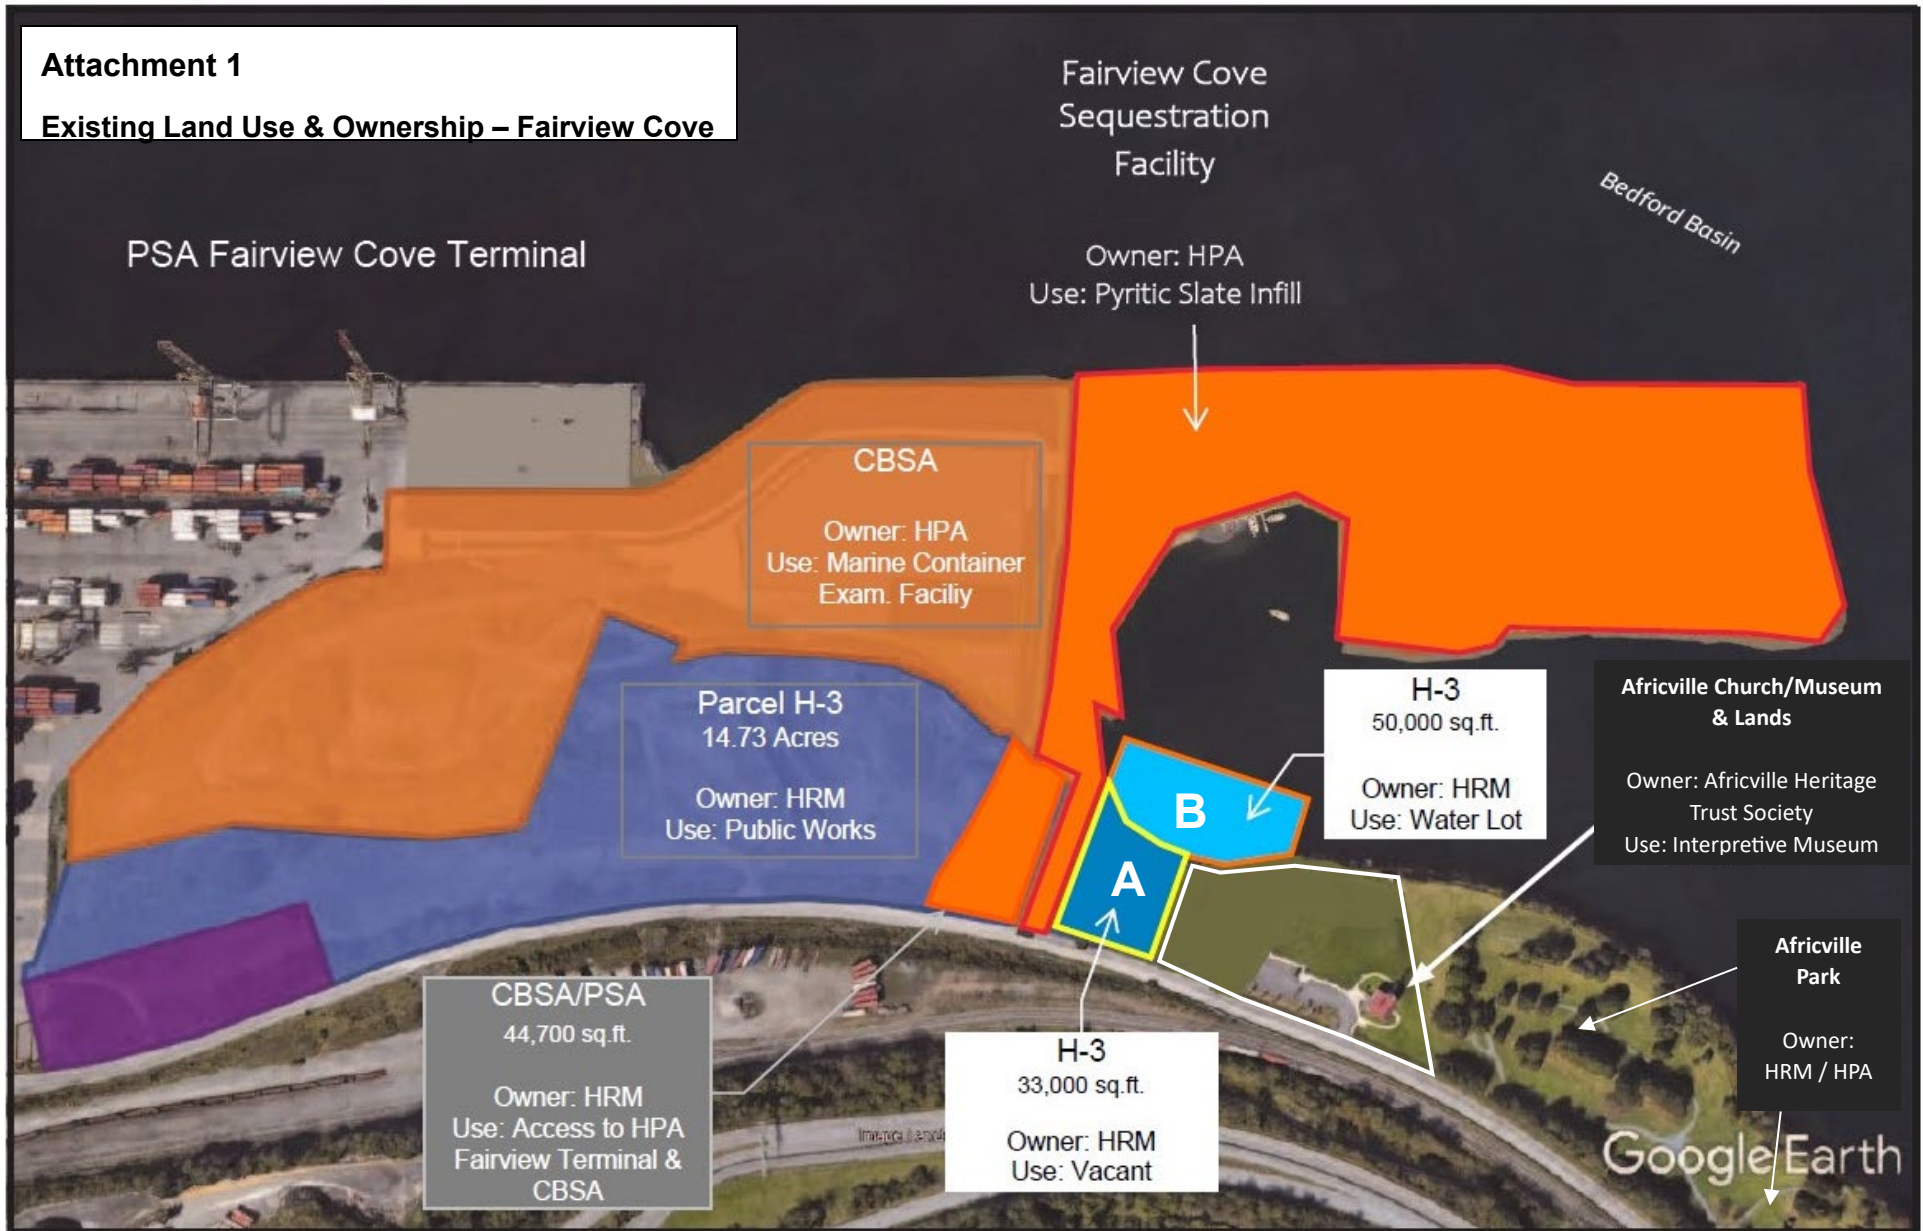 Attachment 1
Existing Land Use & Ownership – Fairview Cove
Fairview Cove
Sequestration
Facility
Owner: HPA
Use: Pyritic Slate Infill
Bedford Basin
PSA Fairview Cove Terminal
CBSA
Owner: HPA
Use: Marine Container
Exam. Faciliy
Parcel H-3
14.73 Acres
Owner: HRM
Use: Public Works
H-3
50,000 sq.ft.
Owner: HRM
Use: Water Lot
Africville Church/Museum
& Lands
Owner: Africville Heritage
Trust Society
Use: Interpretive Museum
B
A
Africville
Park
Owner:
HRM / HPA
CBSA/PSA
44,700 sq.ft.
Owner: HRM
Use: Access to HPA
Fairview Terminal &
CBSA
H-3
33,000 sq.ft.
Owner: HRM
Use: Vacant
Image Land
Google Earth